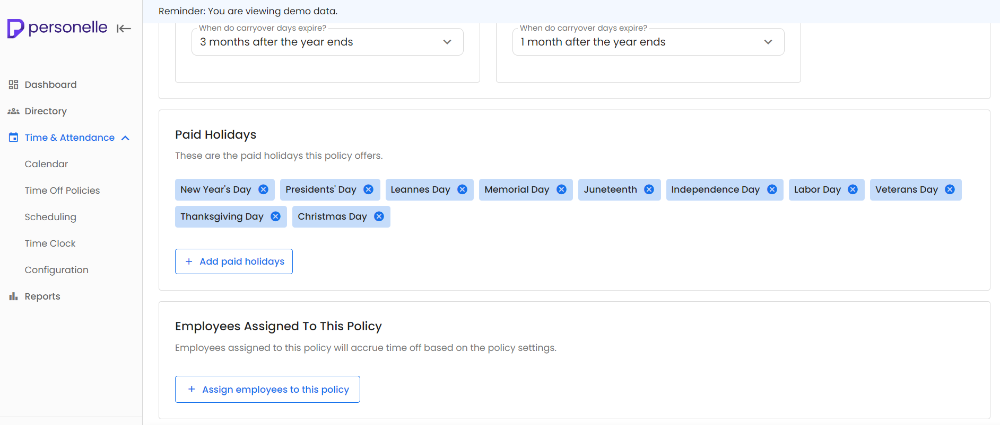 Reminder: You are viewing demo data.
personelle
Dashboard
Directory
Time & Attendance
Calendar
Time Off Policies
Scheduling
Time Clock
Configuration
Reports
When do carryover days expire?
3 months after the year ends
When do carryover days expire?
1 month after the year ends
Paid Holidays
These are the paid holidays this policy offers.
New Year's Day Presidents' Day Leannes Day Memorial Day Juneteenth Independence Day Labor Day Veterans Day
Thanksgiving Day Christmas Day
+ Add paid holidays
Employees Assigned To This Policy
Employees assigned to this policy will accrue time off based on the policy settings.
+ Assign employees to this policy